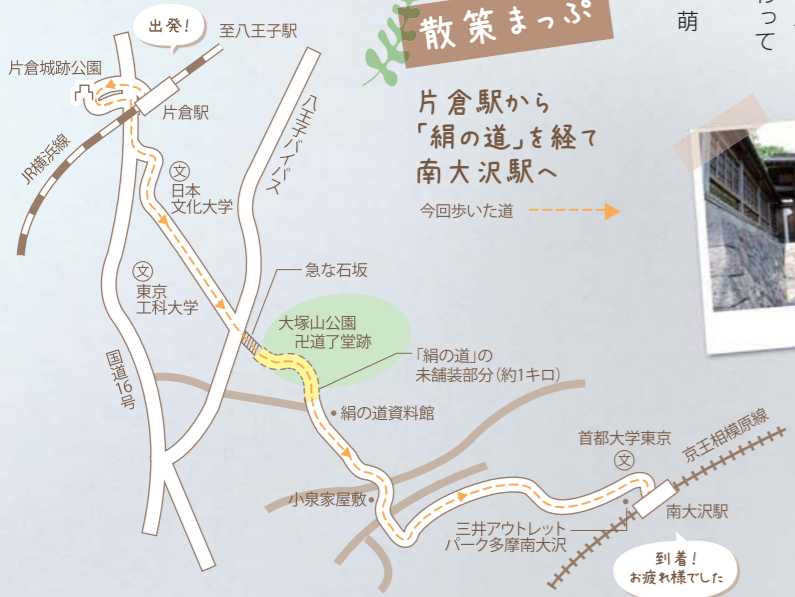 わって
萌
散策まっぷ
片倉駅から
「絹の道」を経て
南大沢駅へ
今回歩いた道
出発!
至八王子駅
片倉城跡公園
片倉駅
JR横浜線
八王子バイパス
文
日本
文化大学
文
東京
工科大学
国道16号
急な石坂
大塚山公園
卍道了堂跡
「絹の道」の
未舗装部分(約1キロ)
絹の道資料館
小泉家屋敷
首都大学東京
文
京王相模原線
南大沢駅
三井アウトレット
パーク多摩南大沢
到着!
お疲れ様でした